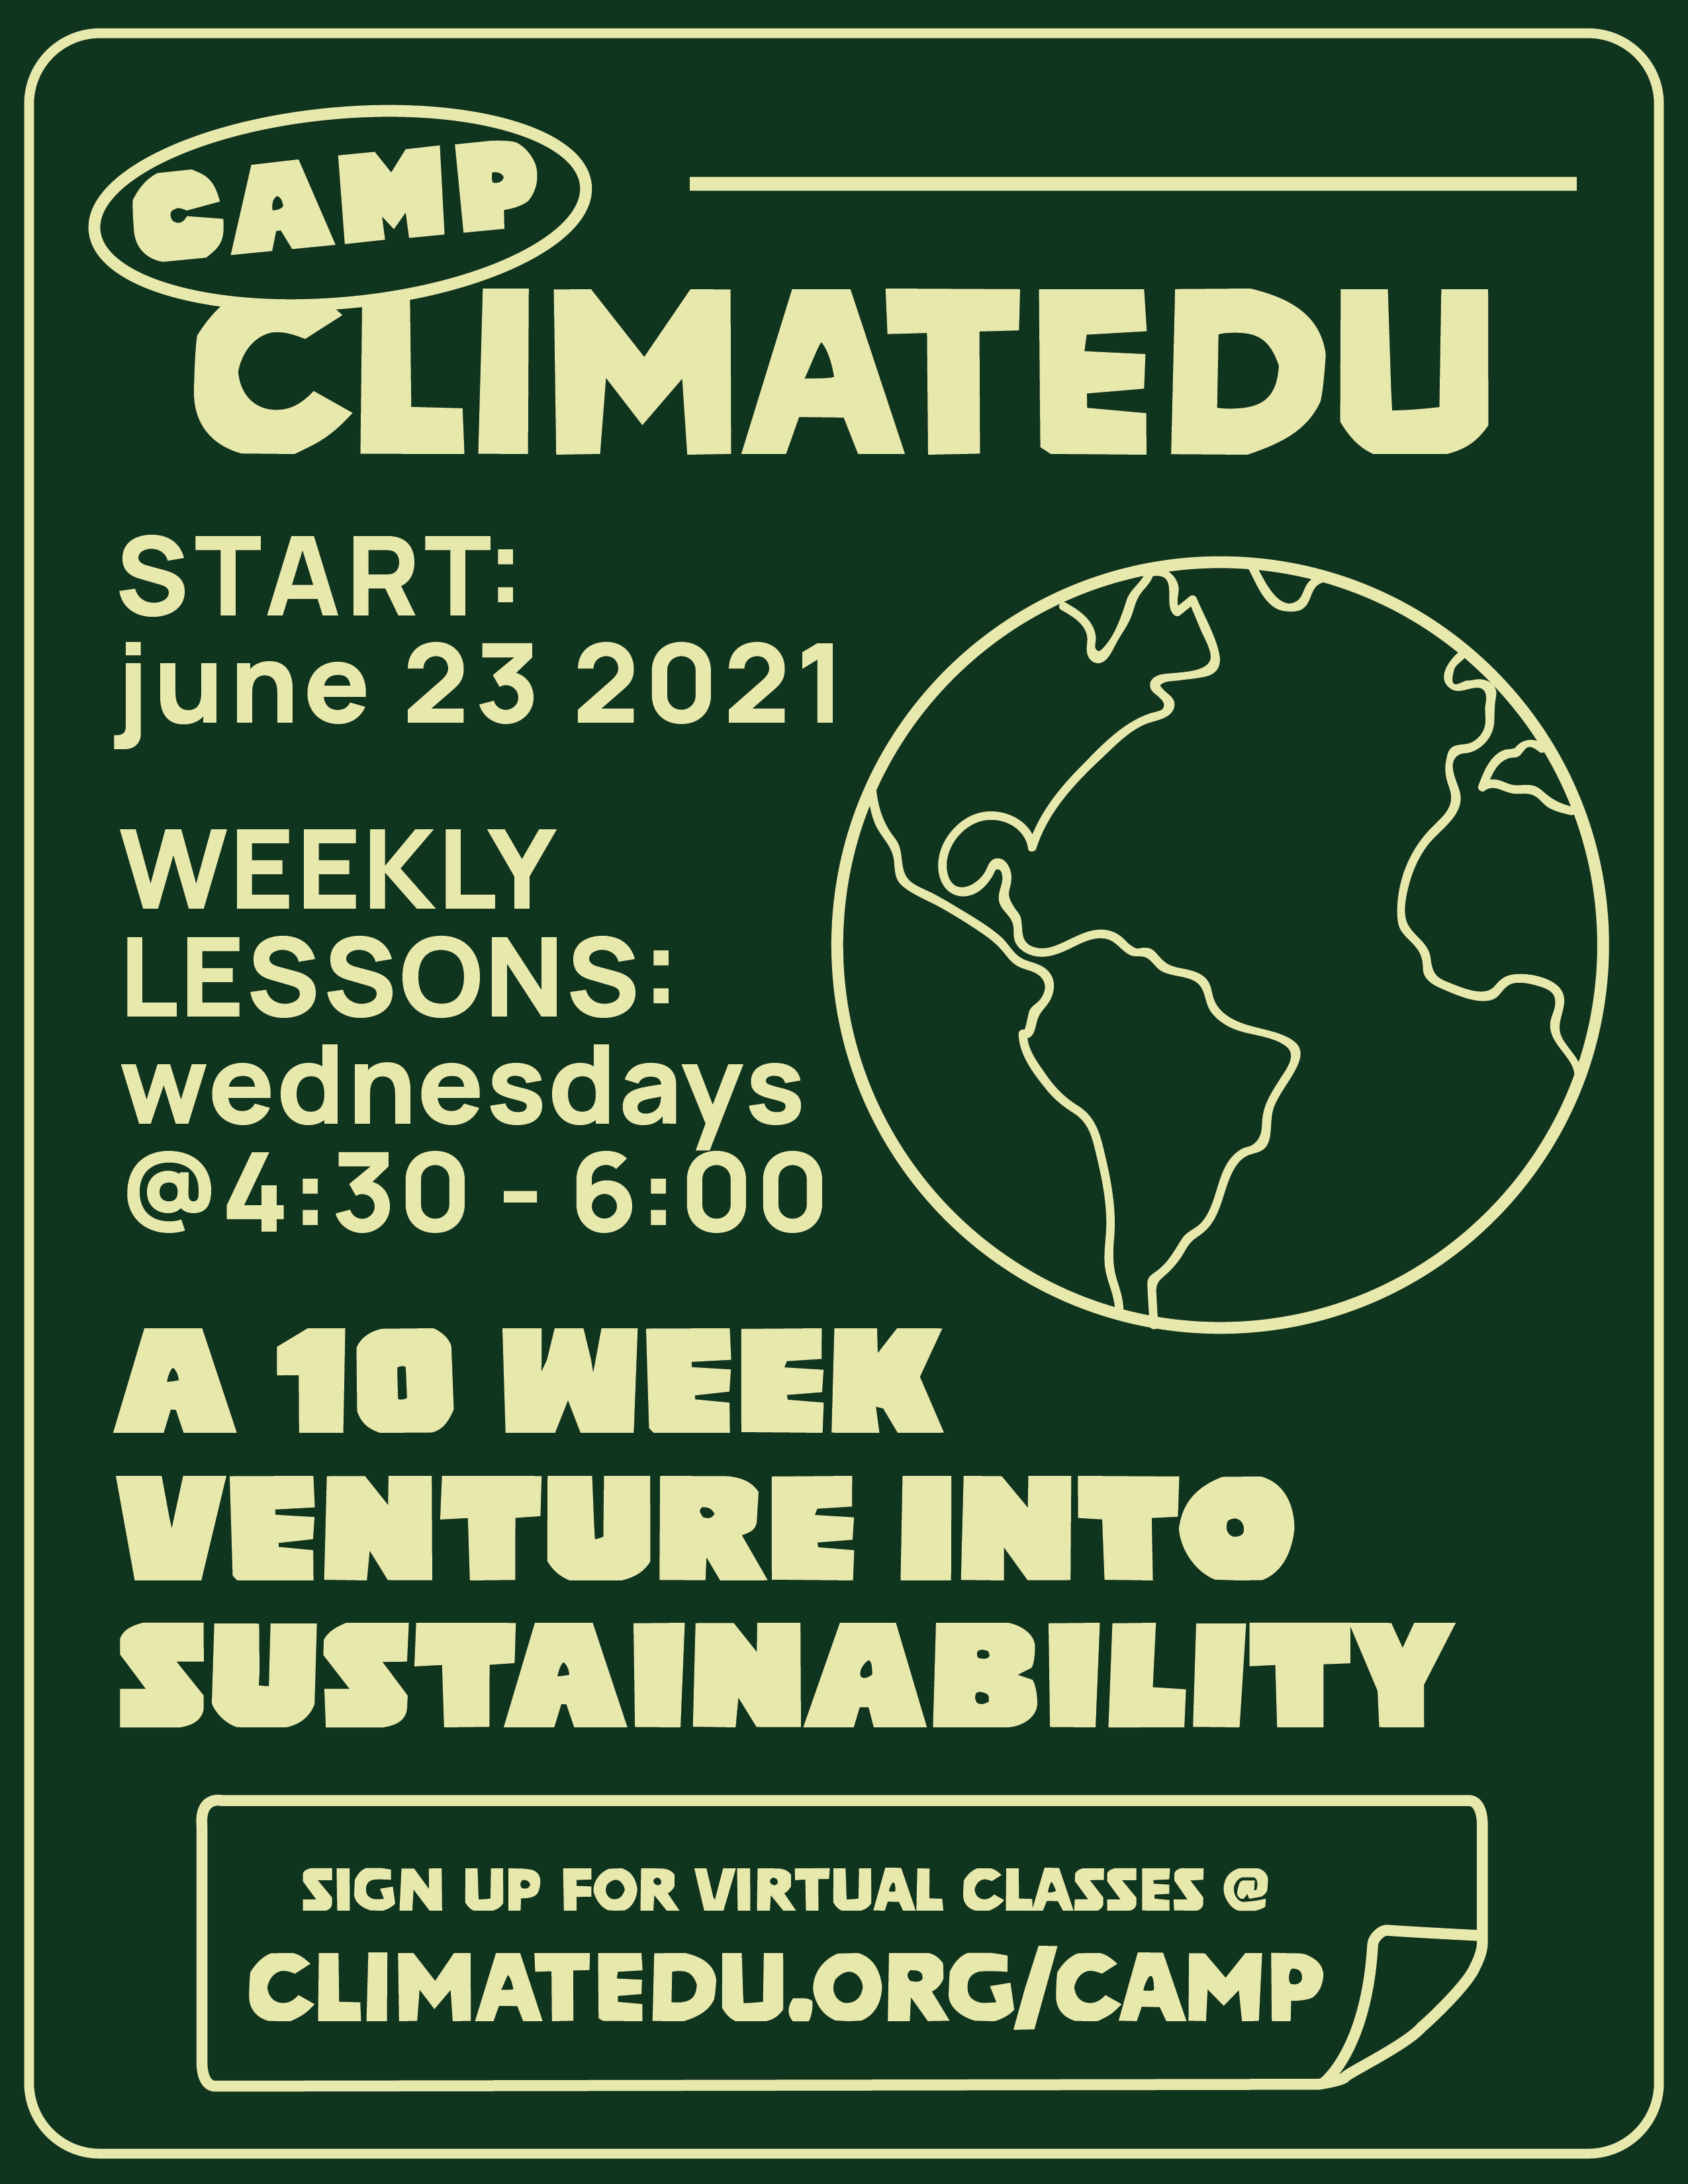 CAMP
CLIMATEDU
START:
june 23 2021
WEEKLY
LESSONS:
wednesdays
@4:30 - 6:00
A 10 WEEK
VENTURE INTO
SUSTAINABILITY
SIGN UP FOR VIRTUAL CLASSES @
CLIMATEDU.ORG/CAMP